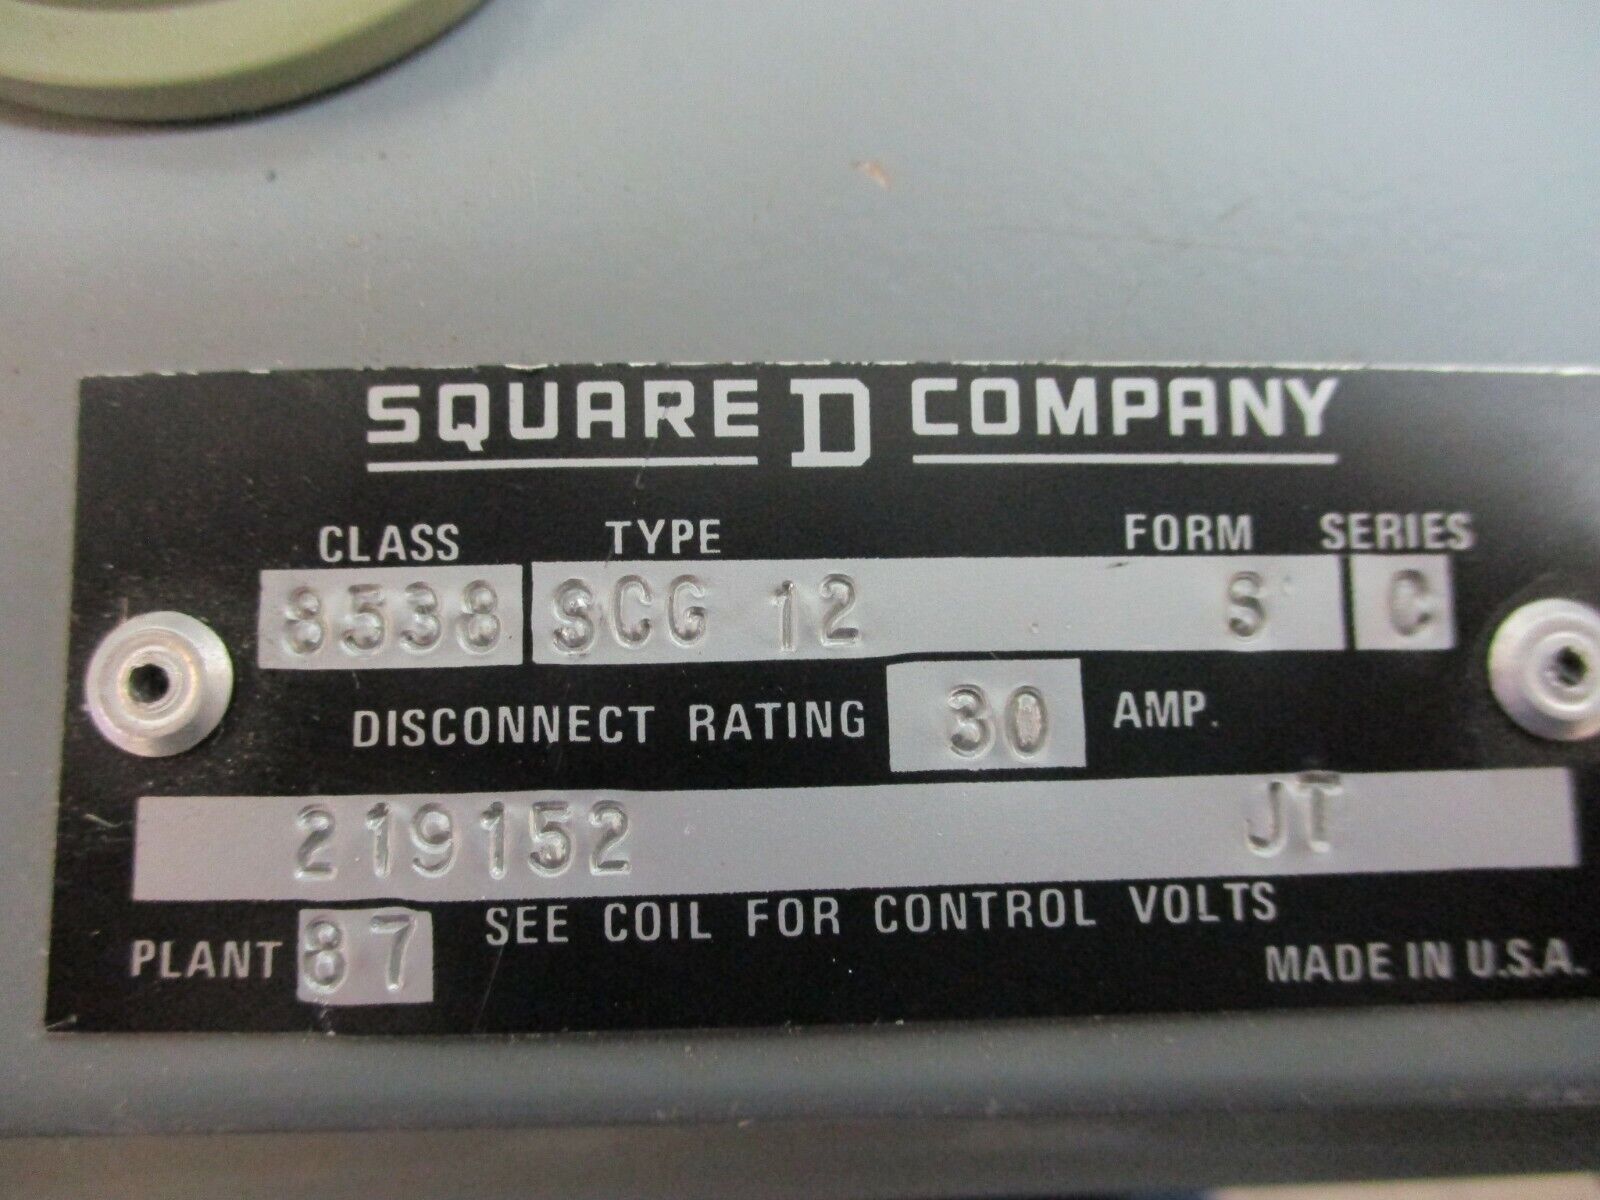 SQUARE D COMPANY
CLASS TYPE FORM SERIES
8538 SCG 12 S C
DISCONNECT RATING 30 AMP.
219152 JT
SEE COIL FOR CONTROL VOLTS
PLANT 87 MADE IN U.S.A.